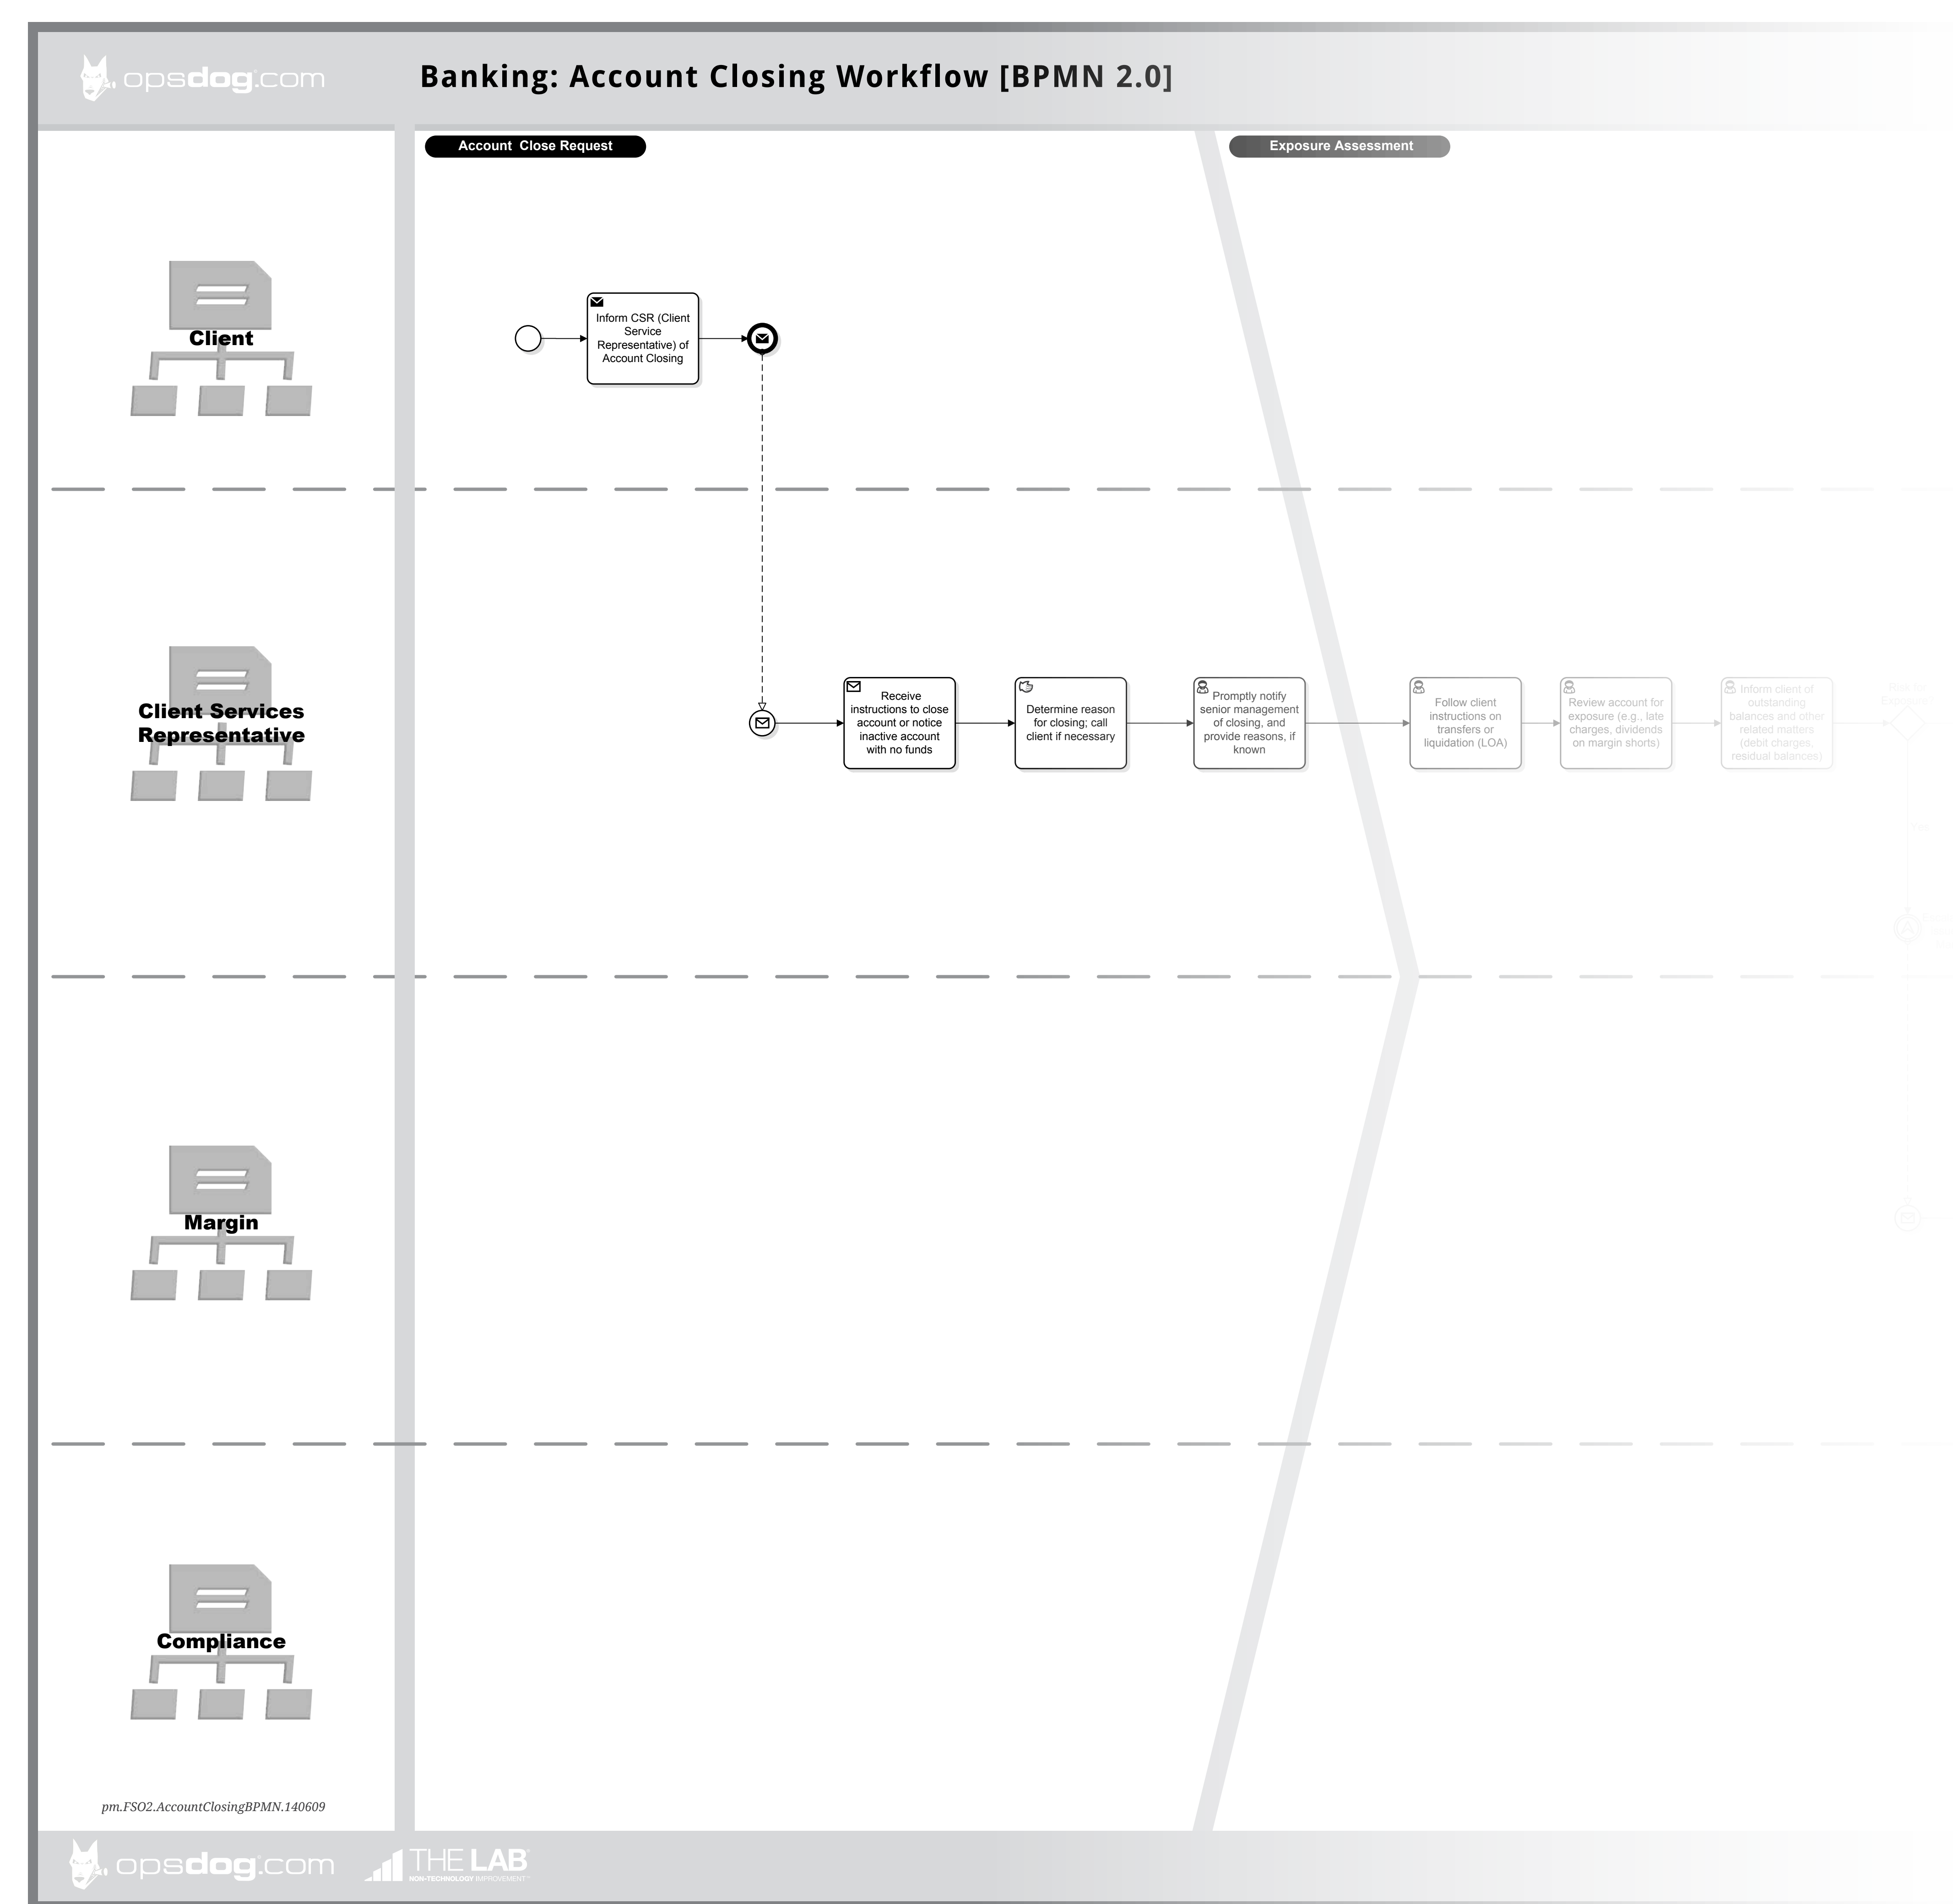 opsdog.com
Banking: Account Closing Workflow [BPMN 2.0]
Account Close Request
Exposure Assessment
Client
Inform CSR (Client
Service
Representative) of
Account Closing
Client Services
Representative
Receive
instructions to close
account or notice
inactive account
with no funds
Determine reason
for closing; call
client if necessary
Promptly notify
senior management
of closing, and
provide reasons, if
known
Follow client
instructions on
transfers or
liquidation (LOA)
Review account for
exposure (e.g., late
charges, dividends
on margin shorts)
Inform client of
outstanding
balances and other
related matters
(debit charges,
residual balances)
Margin
Compliance
pm.FSO2.AccountClosingBPMN.140609
opsdog.com
THE LAB
NON-TECHNOLOGY IMPROVEMENT